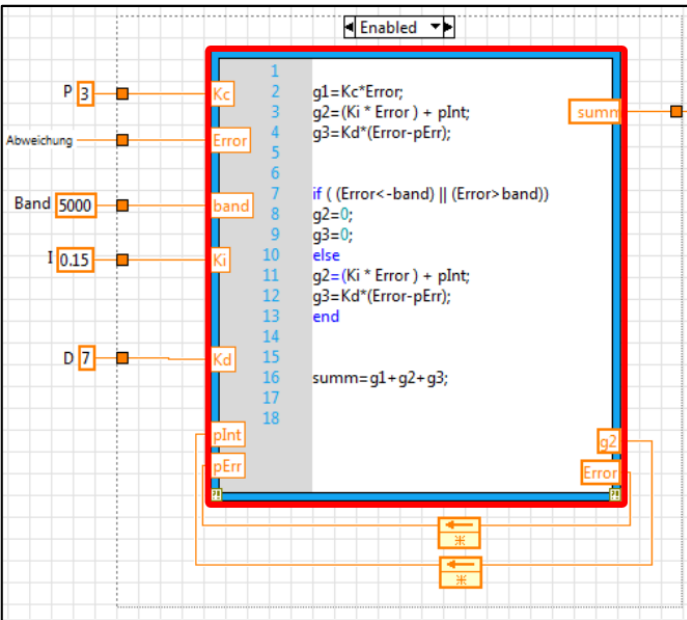 Enabled
P 3
Abweichung
Band 5000
I 0.15
D 7
Kc
Error
band
Ki
Kd
pInt
pErr
1
2 g1=Kc*Error;
3 g2=(Ki * Error ) + pInt;
4 g3=Kd*(Error-pErr);
5
6
7 if ( (Error<-band) || (Error>band))
8 g2=0;
9 g3=0;
10 else
11 g2=(Ki * Error ) + pInt;
12 g3=Kd*(Error-pErr);
13 end
14
15
16 summ=g1+g2+g3;
17
18
sumn
g2
Error